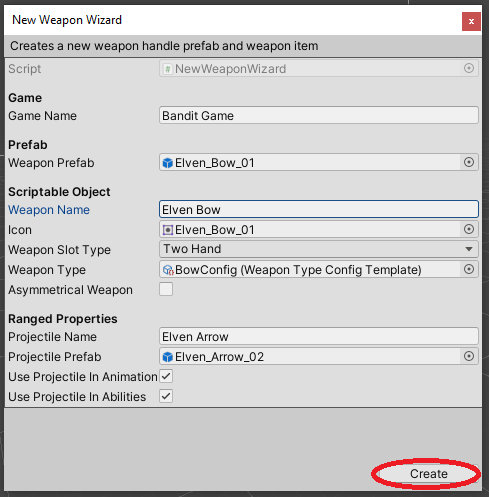 New Weapon Wizard
x
Creates a new weapon handle prefab and weapon item
Script # NewWeaponWizard
Game
Game Name Bandit Game
Prefab
Weapon Prefab Elven_Bow_01
Scriptable Object
Weapon Name Elven Bow
Icon Elven_Bow_01
Weapon Slot Type Two Hand
Weapon Type BowConfig (Weapon Type Config Template)
Asymmetrical Weapon
Ranged Properties
Projectile Name Elven Arrow
Projectile Prefab Elven_Arrow_02
Use Projectile In Animation
Use Projectile In Abilities
Create